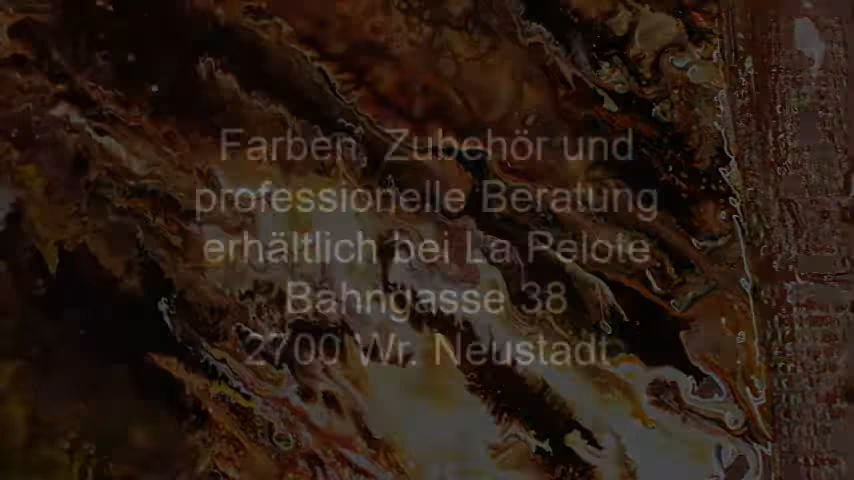 Farben, Zubehör und
professionelle Beratung
erhältlich bei La Pelote
Bahngasse 38
2700 Wr. Neustadt